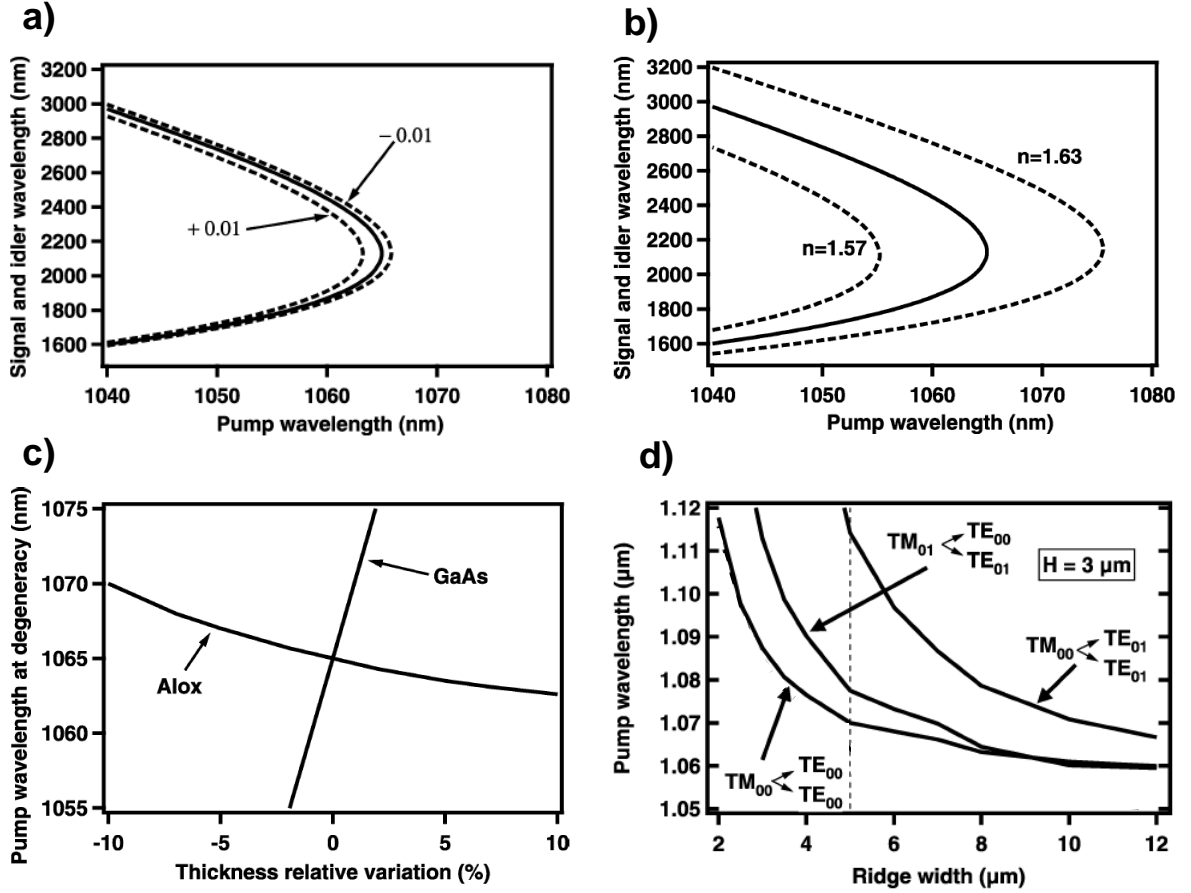 a)
Signal and idler wavelength (nm)
3200
3000
2800
2600
2400
2200
2000
1800
1600
− 0.01
+ 0.01
1040
1050
1060
1070
1080
Pump wavelength (nm)
b)
Signal and idler wavelength (nm)
3200
3000
2800
2600
2400
2200
2000
1800
1600
n=1.63
n=1.57
1040
1050
1060
1070
1080
Pump wavelength (nm)
c)
Pump wavelength at degeneracy (nm)
1075
1070
1065
1060
1055
GaAs
Alox
-10
-5
0
5
10
Thickness relative variation (%)
d)
Pump wavelength (µm)
1.12
1.11
1.10
1.09
1.08
1.07
1.06
1.05
TM01
TE00
TE01
H = 3 µm
TM00
TE01
TE01
TM00
TE00
TE00
2
4
6
8
10
12
Ridge width (µm)